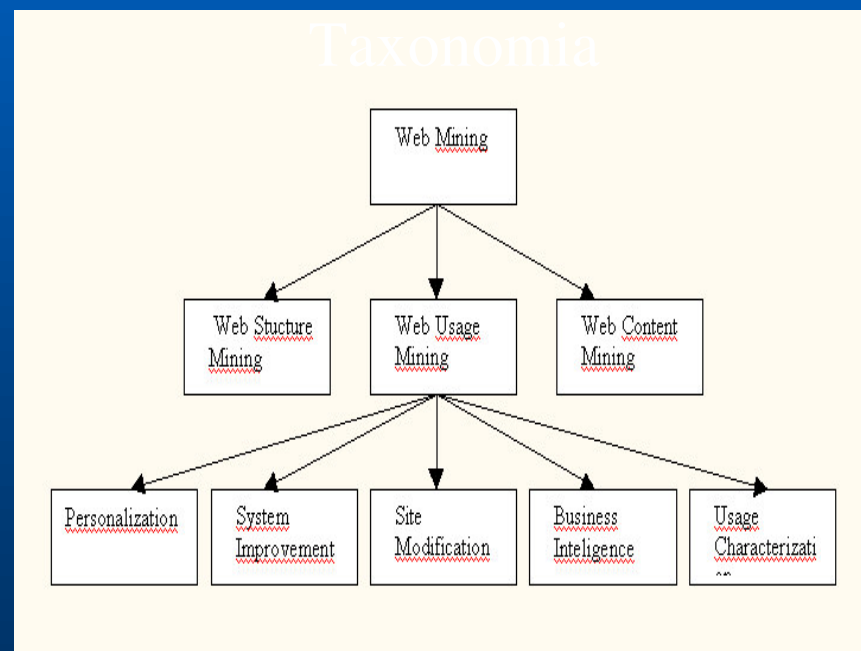 Taxonomia
Web Mining
Web Stucture
Mining
Web Usage
Mining
Web Content
Mining
Personalization
System
Improvement
Site
Modification
Business
Inteligence
Usage
Characterizati